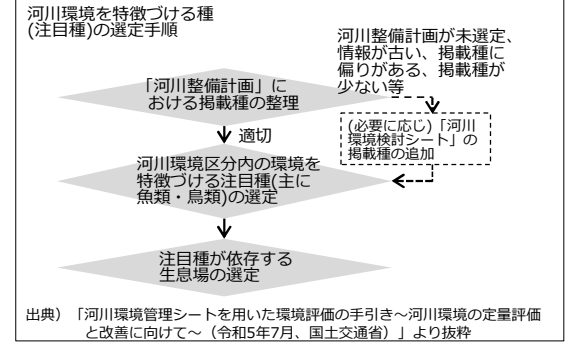 河川環境を特徴づける種
(注目種)の選定手順
河川整備計画が未選定、
情報が古い、掲載種に
偏りがある、掲載種が
少ない等
「河川整備計画」に
おける掲載種の整理
適切
(必要に応じ)「河川
環境検討シート」の
掲載種の追加
河川環境区分内の環境を
特徴づける注目種(主に
魚類・鳥類)の選定
注目種が依存する
生息場の選定
出典）「河川環境管理シートを用いた環境評価の手引き～河川環境の定量評価
と改善に向けて～（令和5年7月、国土交通省）」より抜粋